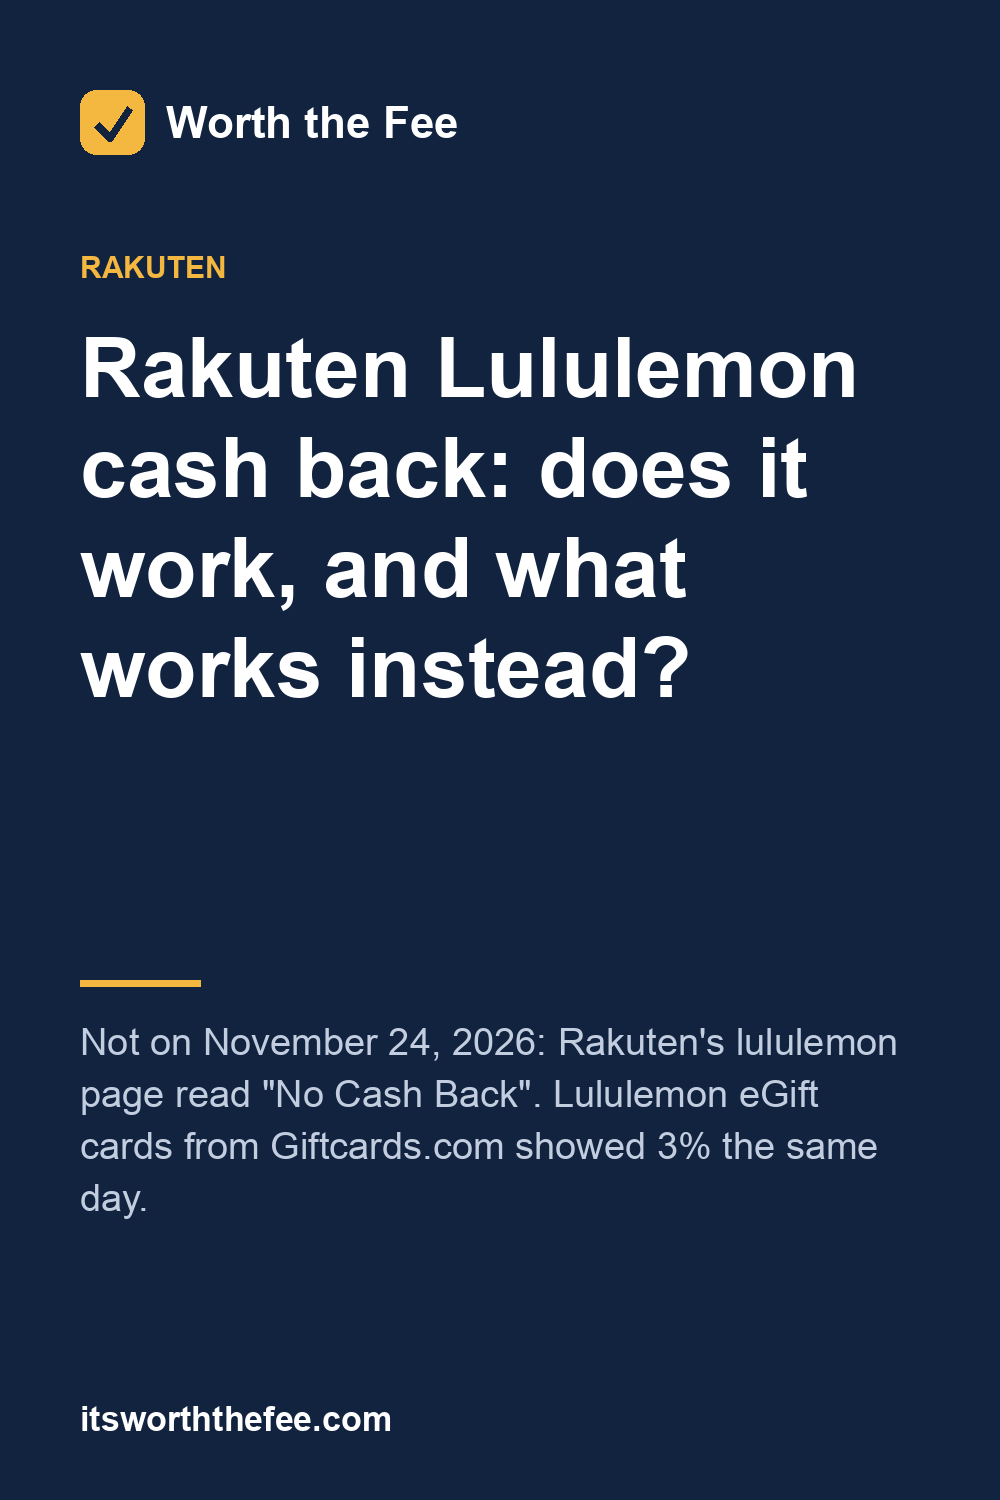 Worth the Fee
RAKUTEN
Rakuten Lululemon
cash back: does it
work, and what
works instead?
Not on November 24, 2026: Rakuten's lululemon
page read "No Cash Back". Lululemon eGift
cards from Giftcards.com showed 3% the same
day.
itsworththefee.com